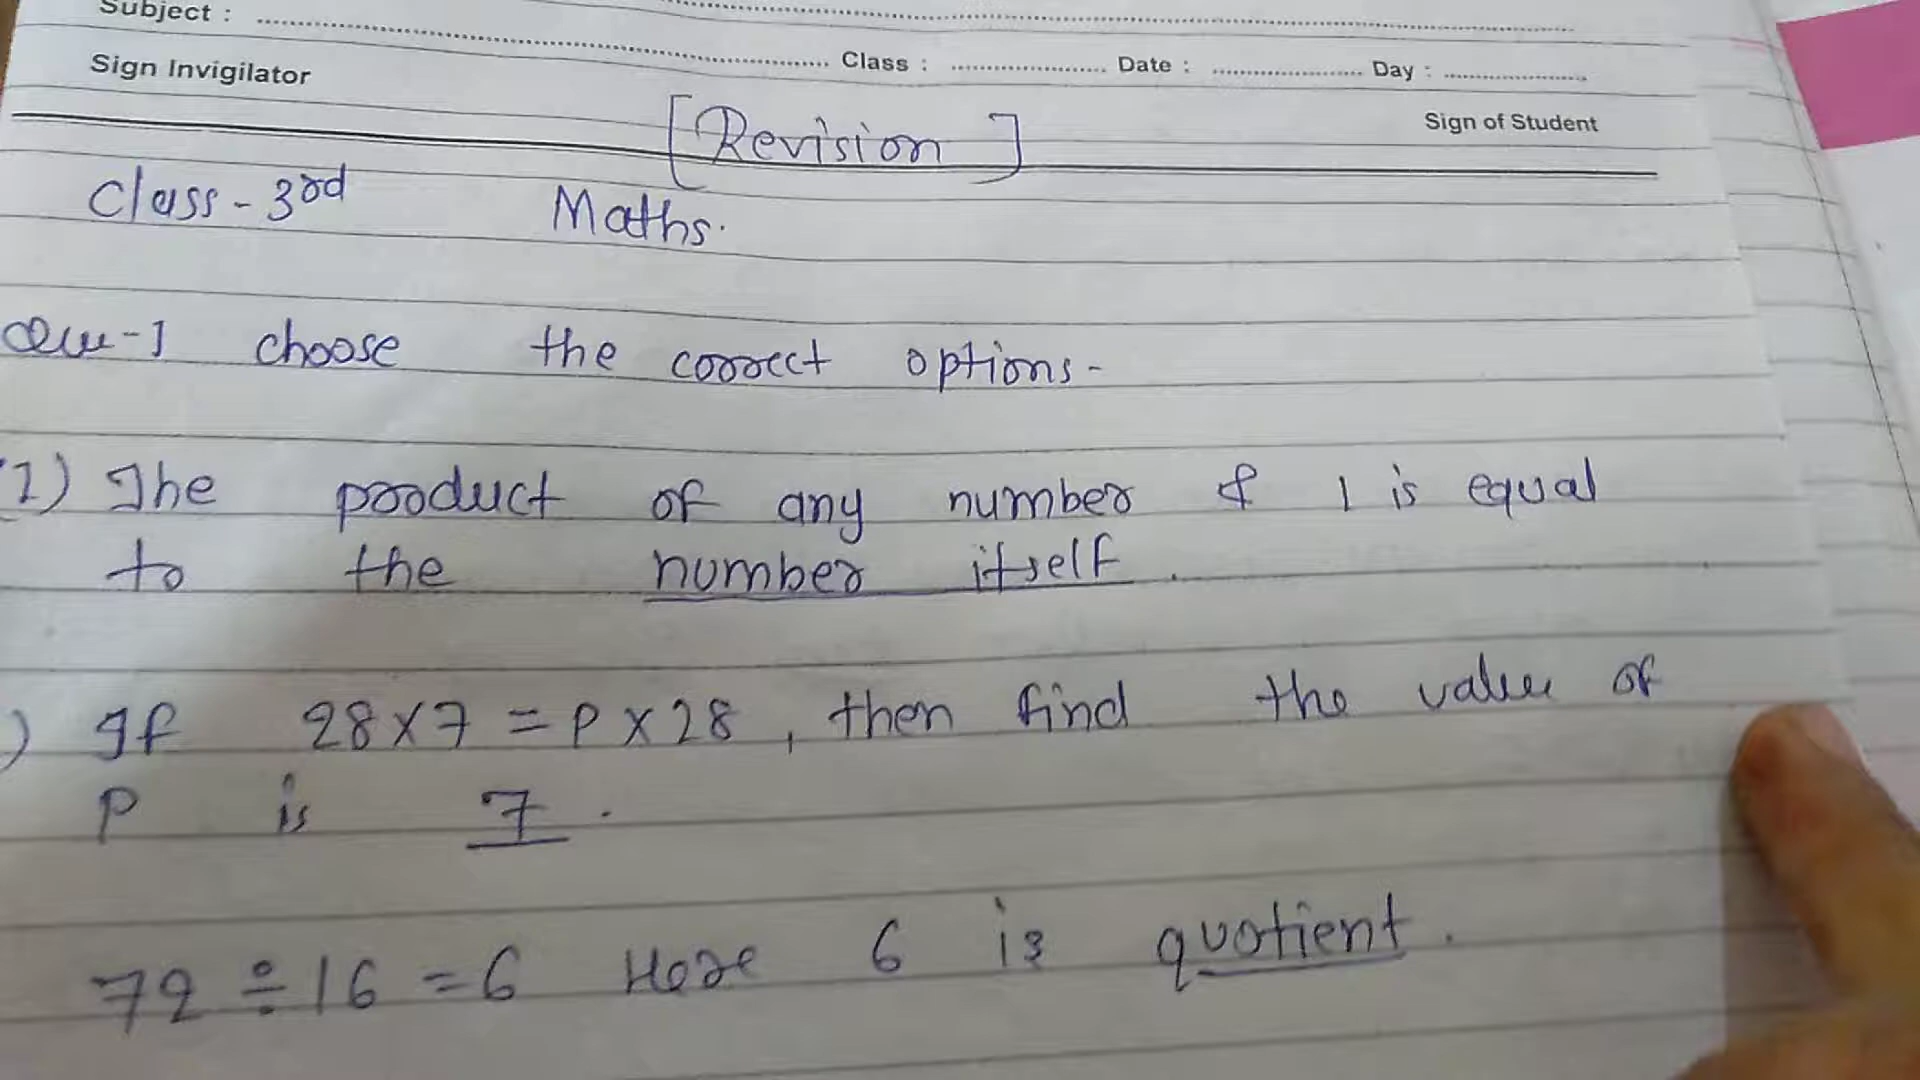 Subject :
Class : Date : Day :
Sign Invigilator
Sign of Student
[Revision]
Class - 3rd Maths.
Que-1 choose the correct options-
1) The product of any number & 1 is equal
to the number itself.
) If 28×7 = P×28, then find the value of
P is 7.
72 ÷ 16 = 6 Here 6 is quotient.